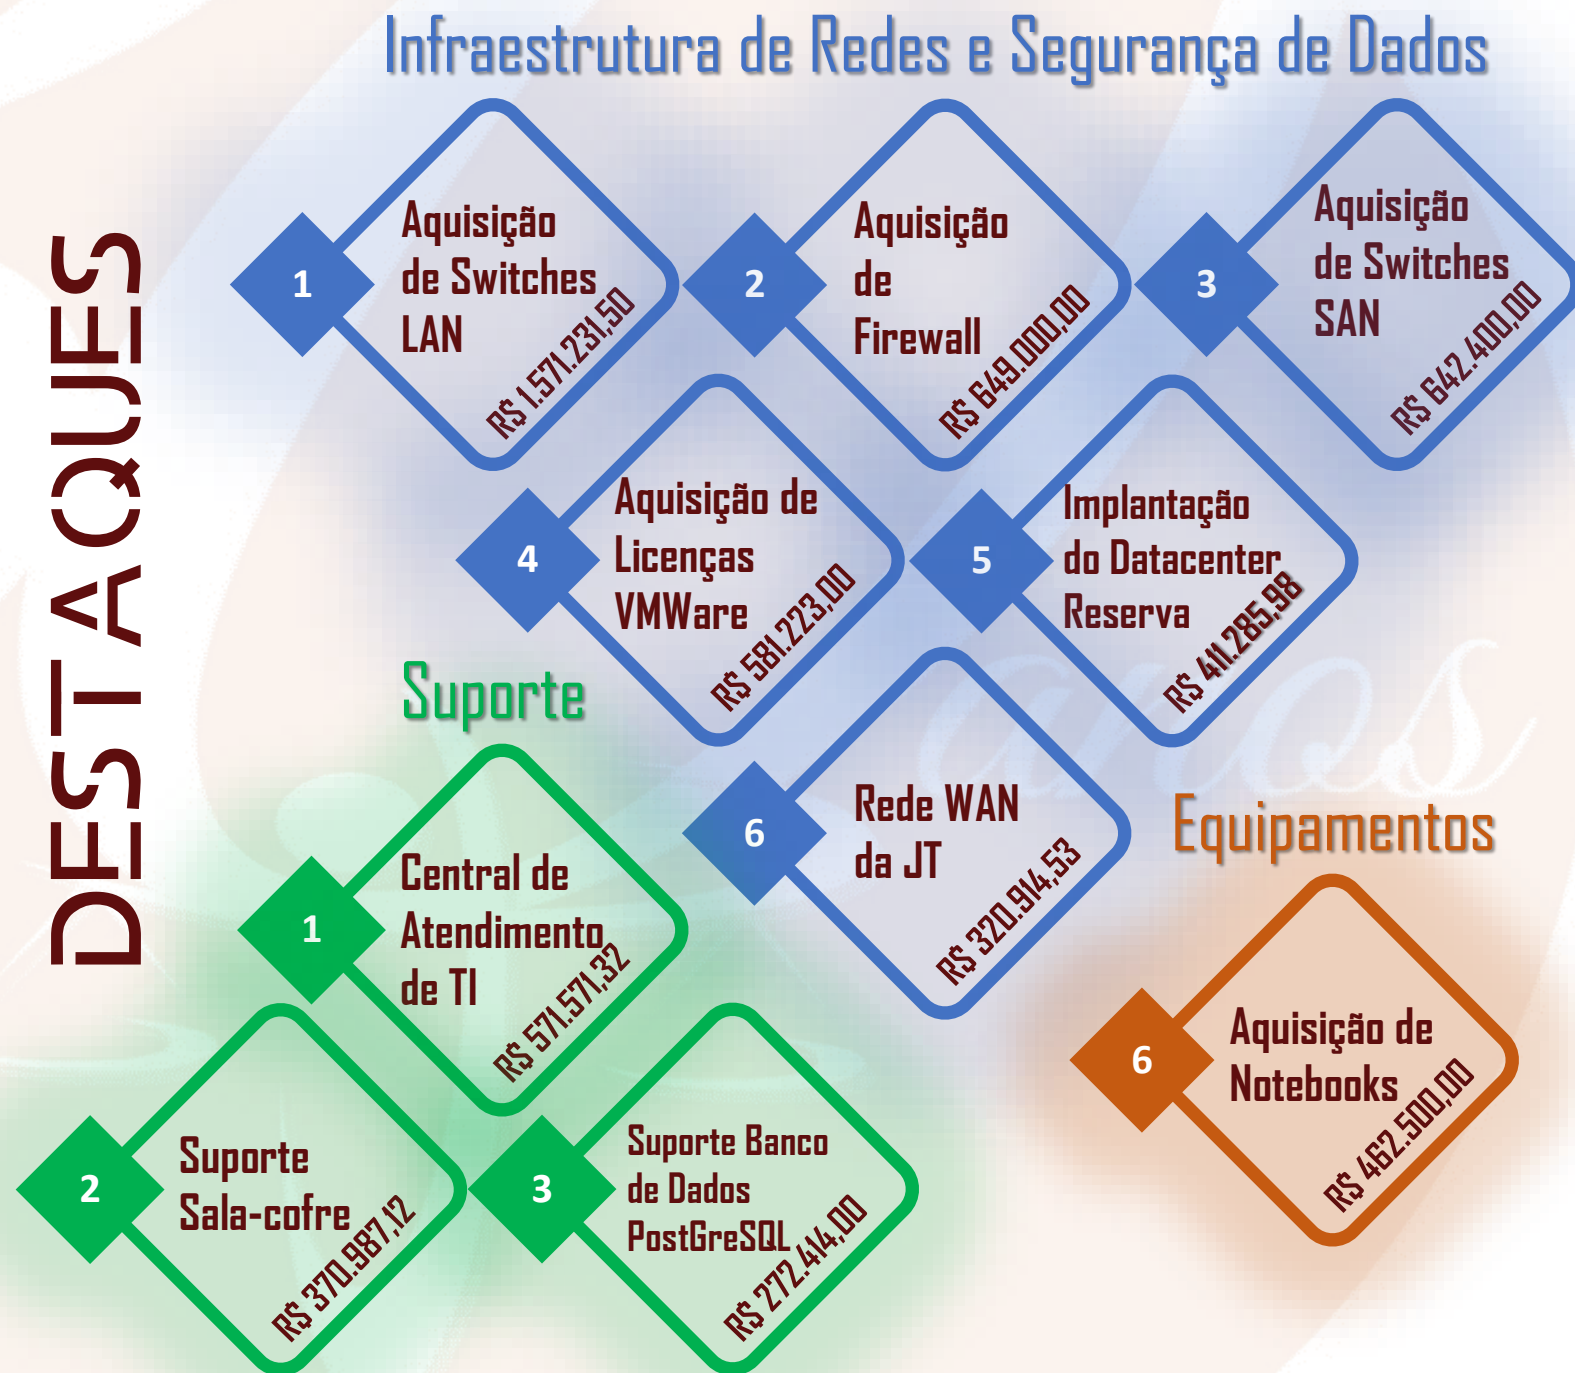 DESTAQUES
Infraestrutura de Redes e Segurança de Dados
1
Aquisição
de Switches
LAN
R$ 1.571.231,50
2
Aquisição
de
Firewall
R$ 649.000,00
3
Aquisição
de Switches
SAN
R$ 642.400,00
4
Aquisição de
Licenças
VMWare
R$ 581.223,00
5
Implantação
do Datacenter
Reserva
R$ 411.285,98
6
Rede WAN
da JT
R$ 320.914,53
Suporte
1
Central de
Atendimento
de TI
R$ 571.571,32
2
Suporte
Sala-cofre
R$ 370.987,12
3
Suporte Banco
de Dados
PostGreSQL
R$ 272.414,00
Equipamentos
6
Aquisição de
Notebooks
R$ 462.500,00
anos